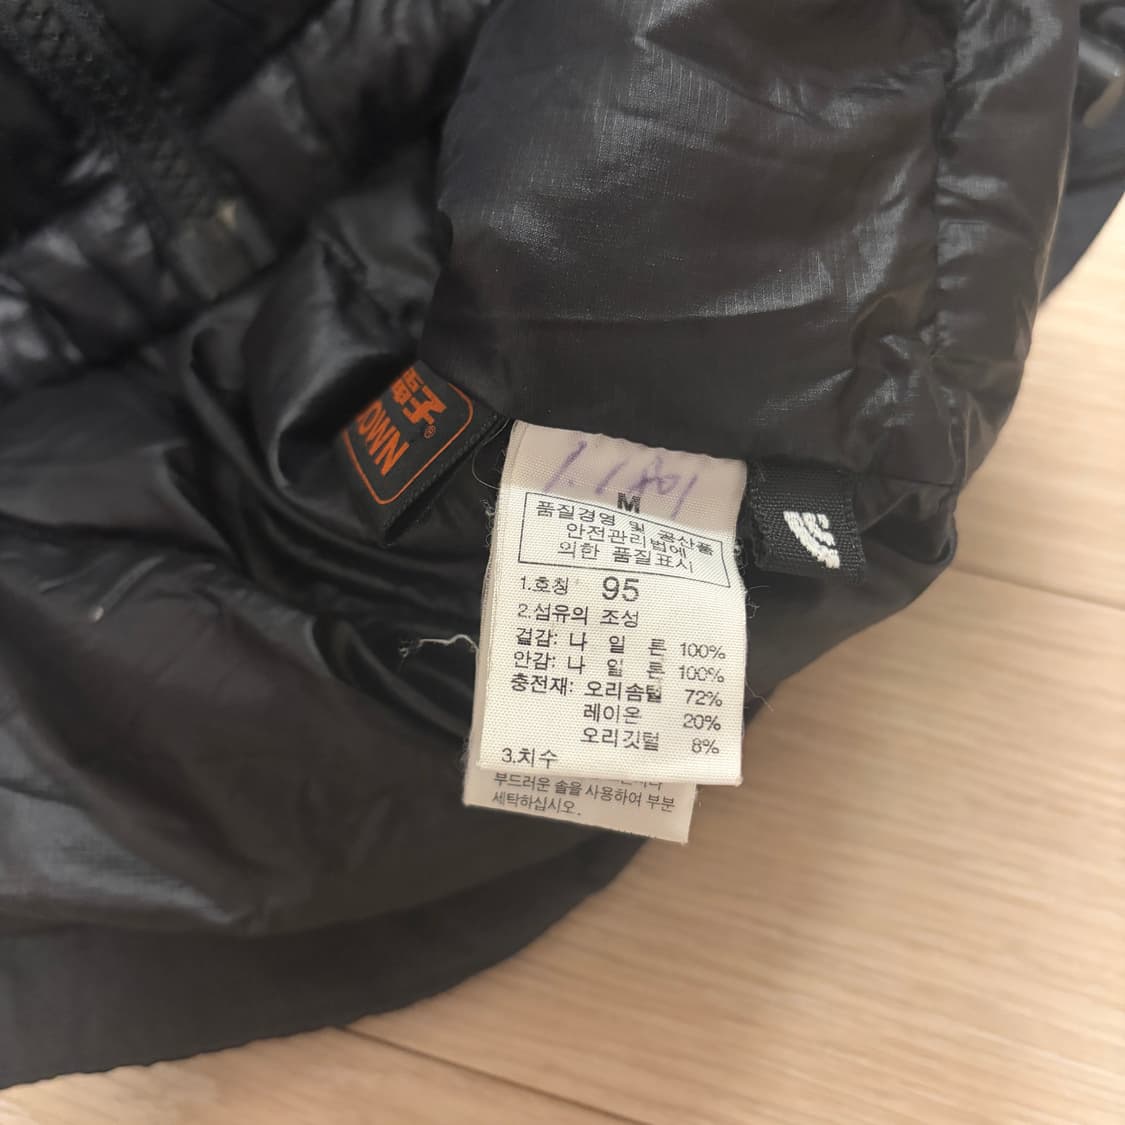 M
품질경영 및 공산품
안전관리법에
의한 품질표시
1.호칭 95
2.섬유의 조성
겉감: 나 일 론 100%
안감: 나 일 론 100%
충전재: 오리솜털 72%
레이온 20%
오리깃털 8%
3.치수
부드러운 솔을 사용하여 부분
세탁하십시오.